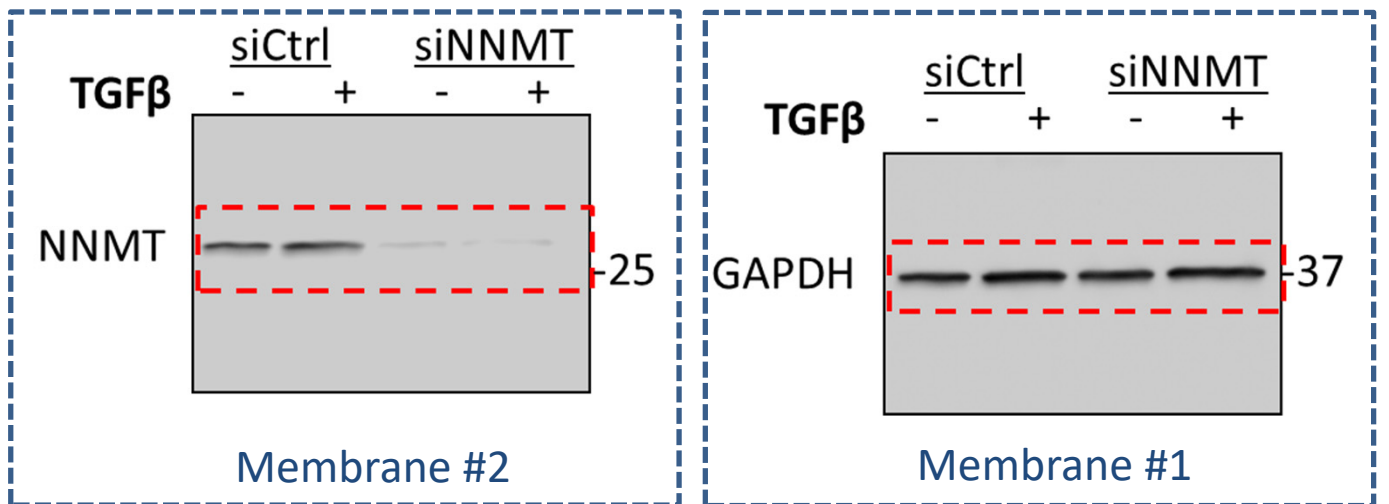 siCtrl siNNMT
TGFβ - + - +
NNMT
-25
Membrane #2
siCtrl siNNMT
TGFβ - + - +
GAPDH
-37
Membrane #1